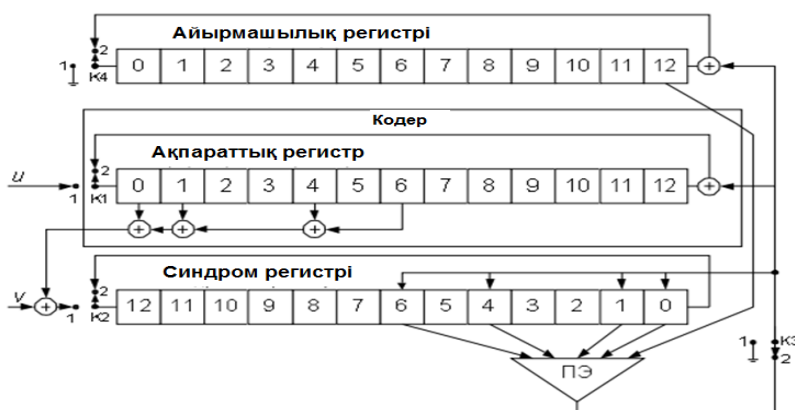 Айырмашылық регистрі
1 2 К4 0 1 2 3 4 5 6 7 8 9 10 11 12 +
Кодер
Ақпараттық регистр
u 1 2 К1 0 1 2 3 4 5 6 7 8 9 10 11 12 +
+ + +
Синдром регистрі
v + 1 2 К2 12 11 10 9 8 7 6 5 4 3 2 1 0
ПЭ
1 К3 2